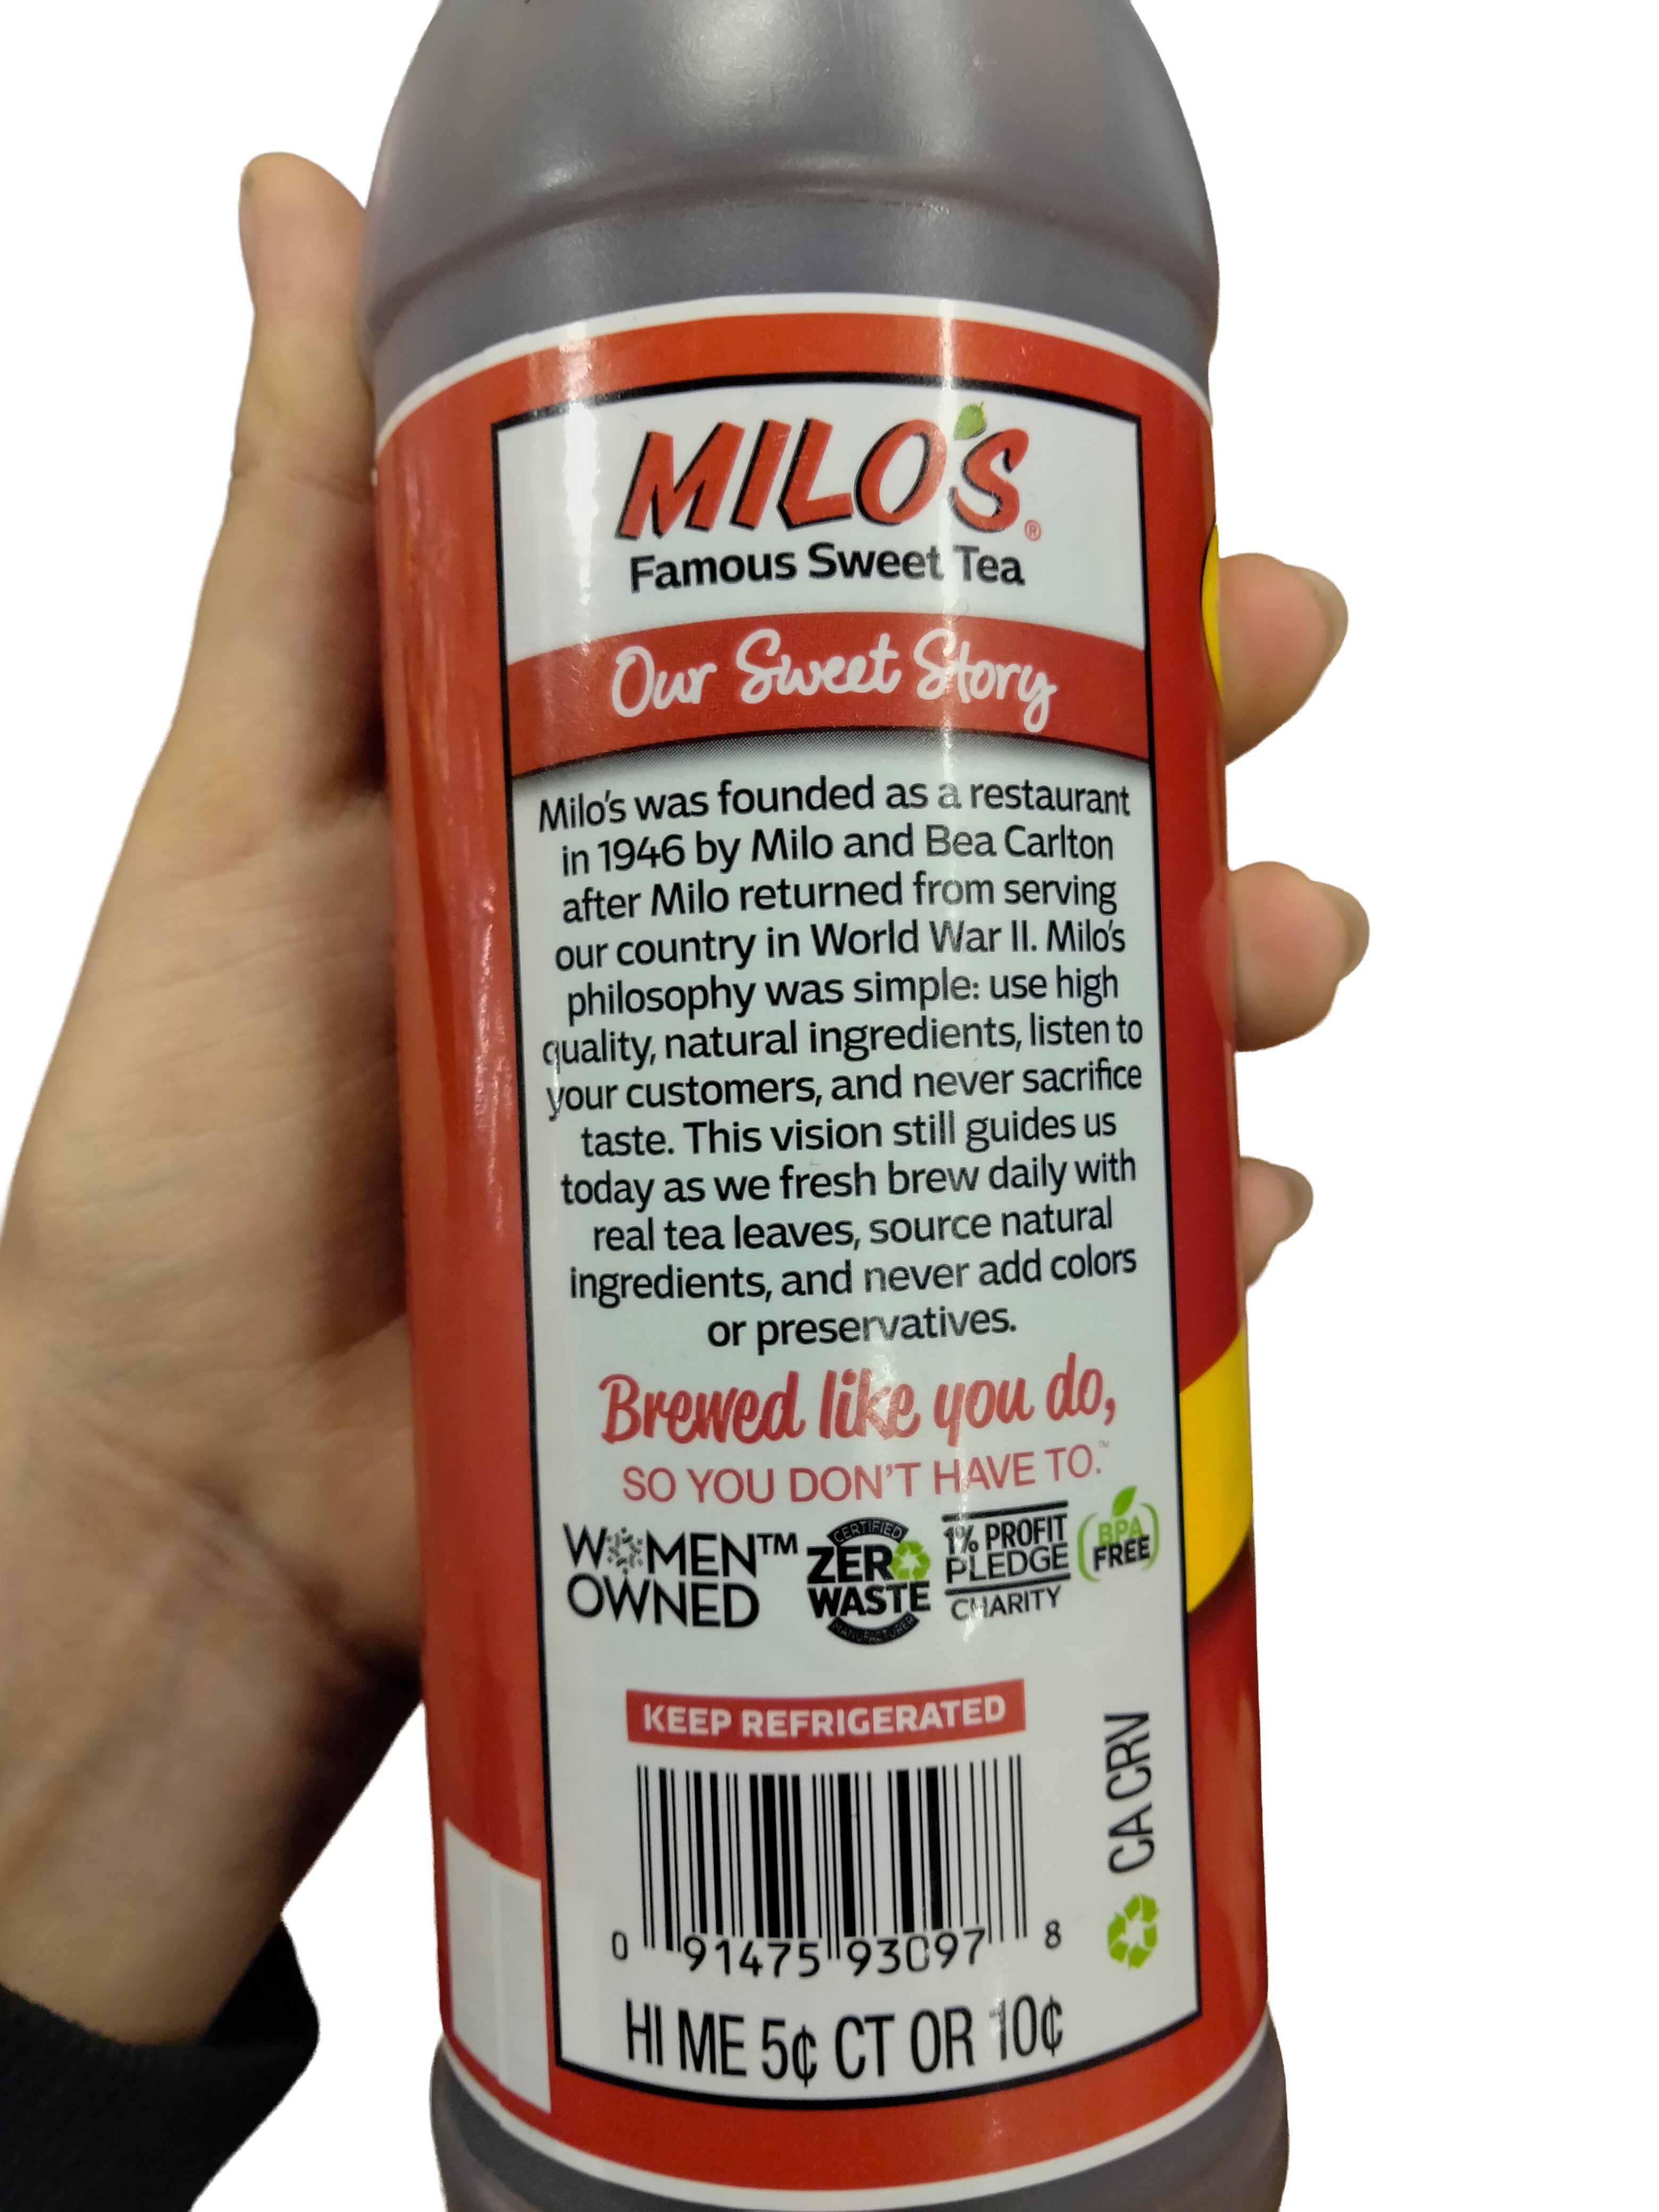 MILO'S®
Famous Sweet Tea
Our Sweet Story
Milo's was founded as a restaurant
in 1946 by Milo and Bea Carlton
after Milo returned from serving
our country in World War II. Milo's
philosophy was simple: use high
quality, natural ingredients, listen to
your customers, and never sacrifice
taste. This vision still guides us
today as we fresh brew daily with
real tea leaves, source natural
ingredients, and never add colors
or preservatives.
Brewed like you do,
SO YOU DON'T HAVE TO.™
WOMEN™
OWNED
CERTIFIED
ZERO
WASTE
MANUFACTURER
1% PROFIT
PLEDGE
CHARITY
BPA
FREE
KEEP REFRIGERATED
0 91475 93097 8
CA CRV
HI ME 5¢ CT OR 10¢